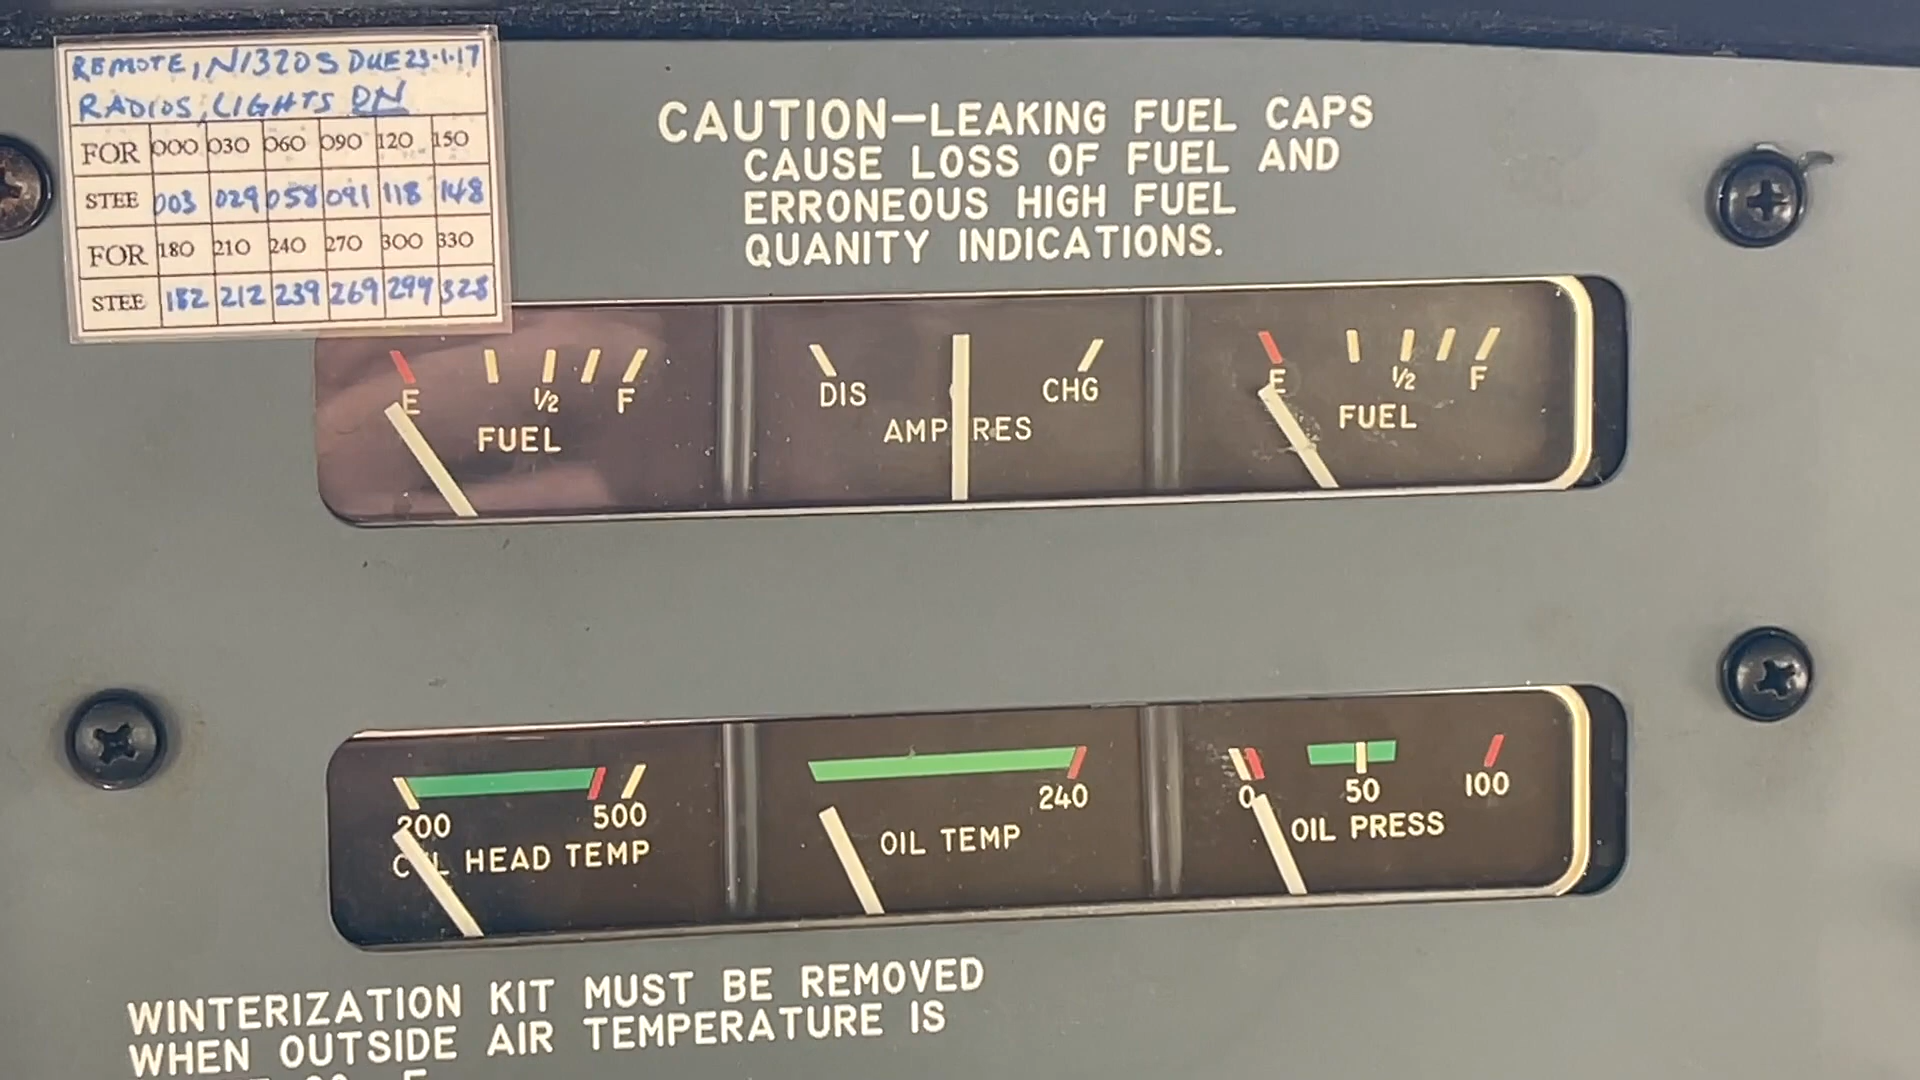 REMOTE, N1320S DUE 23.1.17
RADIOS, LIGHTS ON
FOR 000 030 060 090 120 150
STEE 003 029 058 091 118 148
FOR 180 210 240 270 300 330
STEE 182 212 239 269 299 328
CAUTION—LEAKING FUEL CAPS
CAUSE LOSS OF FUEL AND
ERRONEOUS HIGH FUEL
QUANITY INDICATIONS.
E 1/2 F
FUEL
DIS CHG
AMPERES
E 1/2 F
FUEL
200 500
CYL HEAD TEMP
240
OIL TEMP
0 50 100
OIL PRESS
WINTERIZATION KIT MUST BE REMOVED
WHEN OUTSIDE AIR TEMPERATURE IS